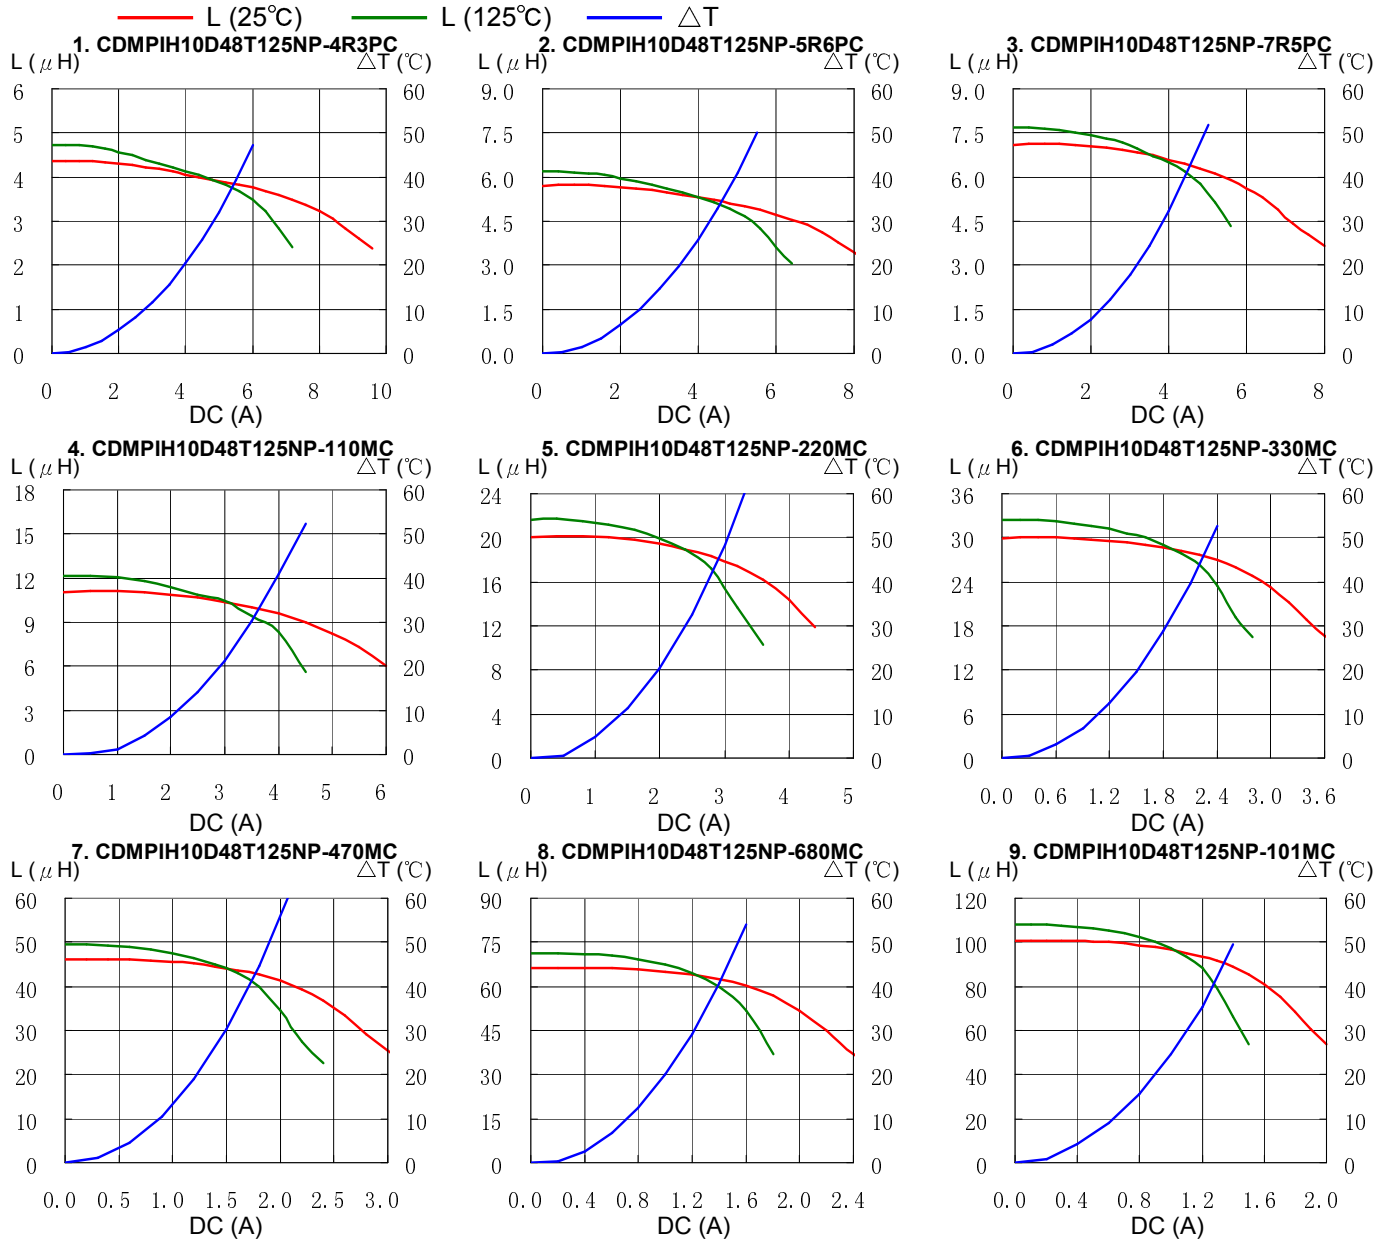 L (25℃) L (125℃) △T
1. CDMPIH10D48T125NP-4R3PC
L (μH) △T (℃)
6 60
5 50
4 40
3 30
2 20
1 10
0 0
0 2 4 6 8 10
DC (A)
2. CDMPIH10D48T125NP-5R6PC
L (μH) △T (℃)
9.0 60
7.5 50
6.0 40
4.5 30
3.0 20
1.5 10
0.0 0
0 2 4 6 8
DC (A)
3. CDMPIH10D48T125NP-7R5PC
L (μH) △T (℃)
9.0 60
7.5 50
6.0 40
4.5 30
3.0 20
1.5 10
0.0 0
0 2 4 6 8
DC (A)
4. CDMPIH10D48T125NP-110MC
L (μH) △T (℃)
18 60
15 50
12 40
9 30
6 20
3 10
0 0
0 1 2 3 4 5 6
DC (A)
5. CDMPIH10D48T125NP-220MC
L (μH) △T (℃)
24 60
20 50
16 40
12 30
8 20
4 10
0 0
0 1 2 3 4 5
DC (A)
6. CDMPIH10D48T125NP-330MC
L (μH) △T (℃)
36 60
30 50
24 40
18 30
12 20
6 10
0 0
0.0 0.6 1.2 1.8 2.4 3.0 3.6
DC (A)
7. CDMPIH10D48T125NP-470MC
L (μH) △T (℃)
60 60
50 50
40 40
30 30
20 20
10 10
0 0
0.0 0.5 1.0 1.5 2.0 2.5 3.0
DC (A)
8. CDMPIH10D48T125NP-680MC
L (μH) △T (℃)
90 60
75 50
60 40
45 30
30 20
15 10
0 0
0.0 0.4 0.8 1.2 1.6 2.0 2.4
DC (A)
9. CDMPIH10D48T125NP-101MC
L (μH) △T (℃)
120 60
100 50
80 40
60 30
40 20
20 10
0 0
0.0 0.4 0.8 1.2 1.6 2.0
DC (A)